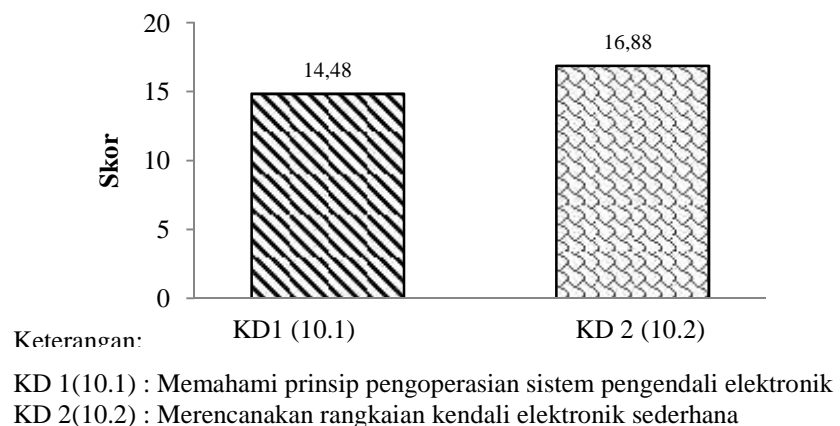 20
15
10
5
0
Skor
14,48
16,88
KD1 (10.1) KD 2 (10.2)
Keterangan:
KD 1(10.1) : Memahami prinsip pengoperasian sistem pengendali elektronik
KD 2(10.2) : Merencanakan rangkaian kendali elektronik sederhana